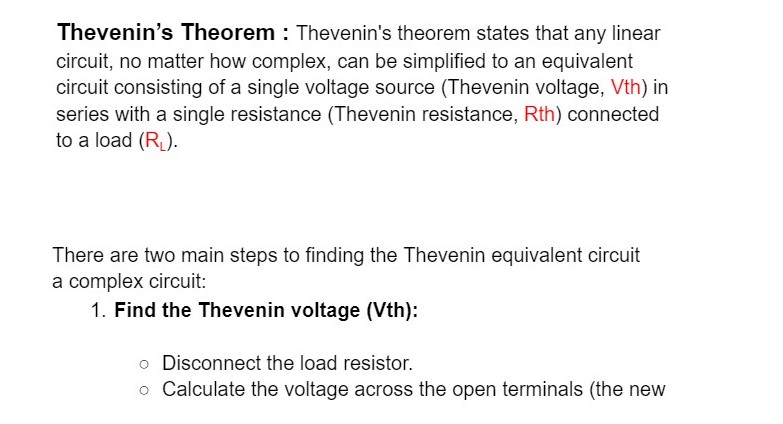 Thevenin’s Theorem : Thevenin's theorem states that any linear
circuit, no matter how complex, can be simplified to an equivalent
circuit consisting of a single voltage source (Thevenin voltage, Vth) in
series with a single resistance (Thevenin resistance, Rth) connected
to a load (RL).
There are two main steps to finding the Thevenin equivalent circuit
a complex circuit:
1. Find the Thevenin voltage (Vth):
○ Disconnect the load resistor.
○ Calculate the voltage across the open terminals (the new